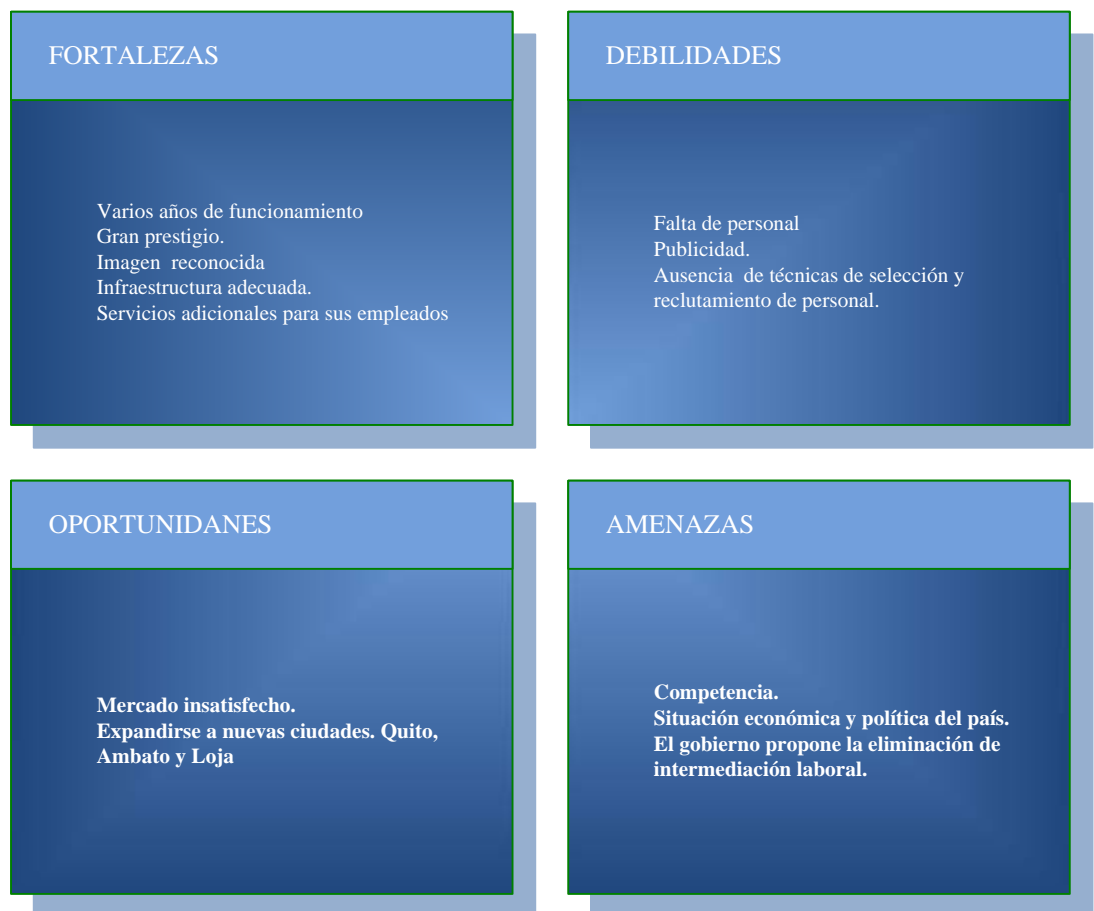 FORTALEZAS
Varios años de funcionamiento
Gran prestigio.
Imagen reconocida
Infraestructura adecuada.
Servicios adicionales para sus empleados
DEBILIDADES
Falta de personal
Publicidad.
Ausencia de técnicas de selección y
reclutamiento de personal.
OPORTUNIDANES
Mercado insatisfecho.
Expandirse a nuevas ciudades. Quito,
Ambato y Loja
AMENAZAS
Competencia.
Situación económica y política del país.
El gobierno propone la eliminación de
intermediación laboral.